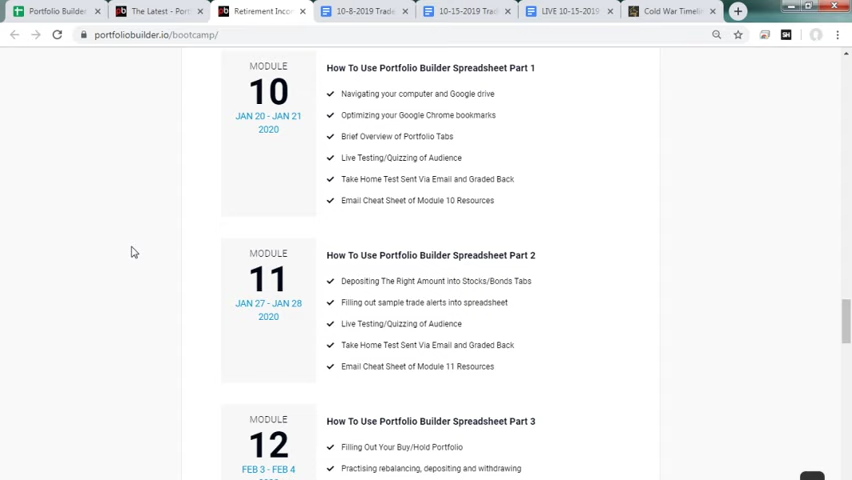 Portfolio Builder
The Latest - Port
Retirement Incom
10-8-2019 Trade
10-15-2019 Trad
LIVE 10-15-2019
Cold War Timelin
portfoliobuilder.io/bootcamp/
MODULE
10
JAN 20 - JAN 21
2020
How To Use Portfolio Builder Spreadsheet Part 1
Navigating your computer and Google drive
Optimizing your Google Chrome bookmarks
Brief Overview of Portfolio Tabs
Live Testing/Quizzing of Audience
Take Home Test Sent Via Email and Graded Back
Email Cheat Sheet of Module 10 Resources
MODULE
11
JAN 27 - JAN 28
2020
How To Use Portfolio Builder Spreadsheet Part 2
Depositing The Right Amount into Stocks/Bonds Tabs
Filling out sample trade alerts into spreadsheet
Live Testing/Quizzing of Audience
Take Home Test Sent Via Email and Graded Back
Email Cheat Sheet of Module 11 Resources
MODULE
12
FEB 3 - FEB 4
How To Use Portfolio Builder Spreadsheet Part 3
Filling Out Your Buy/Hold Portfolio
Practising rebalancing, depositing and withdrawing